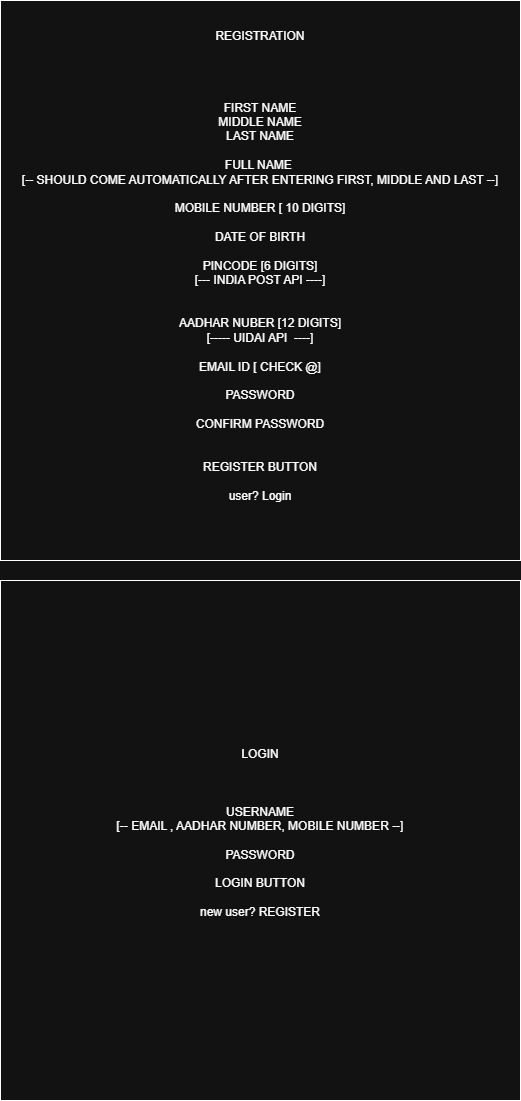 REGISTRATION
FIRST NAME
MIDDLE NAME
LAST NAME
FULL NAME
[-- SHOULD COME AUTOMATICALLY AFTER ENTERING FIRST, MIDDLE AND LAST --]
MOBILE NUMBER [ 10 DIGITS]
DATE OF BIRTH
PINCODE [6 DIGITS]
[--- INDIA POST API ----]
AADHAR NUBER [12 DIGITS]
[----- UIDAI API  ----]
EMAIL ID [ CHECK @]
PASSWORD
CONFIRM PASSWORD
REGISTER BUTTON
user? Login
LOGIN
USERNAME
[-- EMAIL , AADHAR NUMBER, MOBILE NUMBER --]
PASSWORD
LOGIN BUTTON
new user? REGISTER